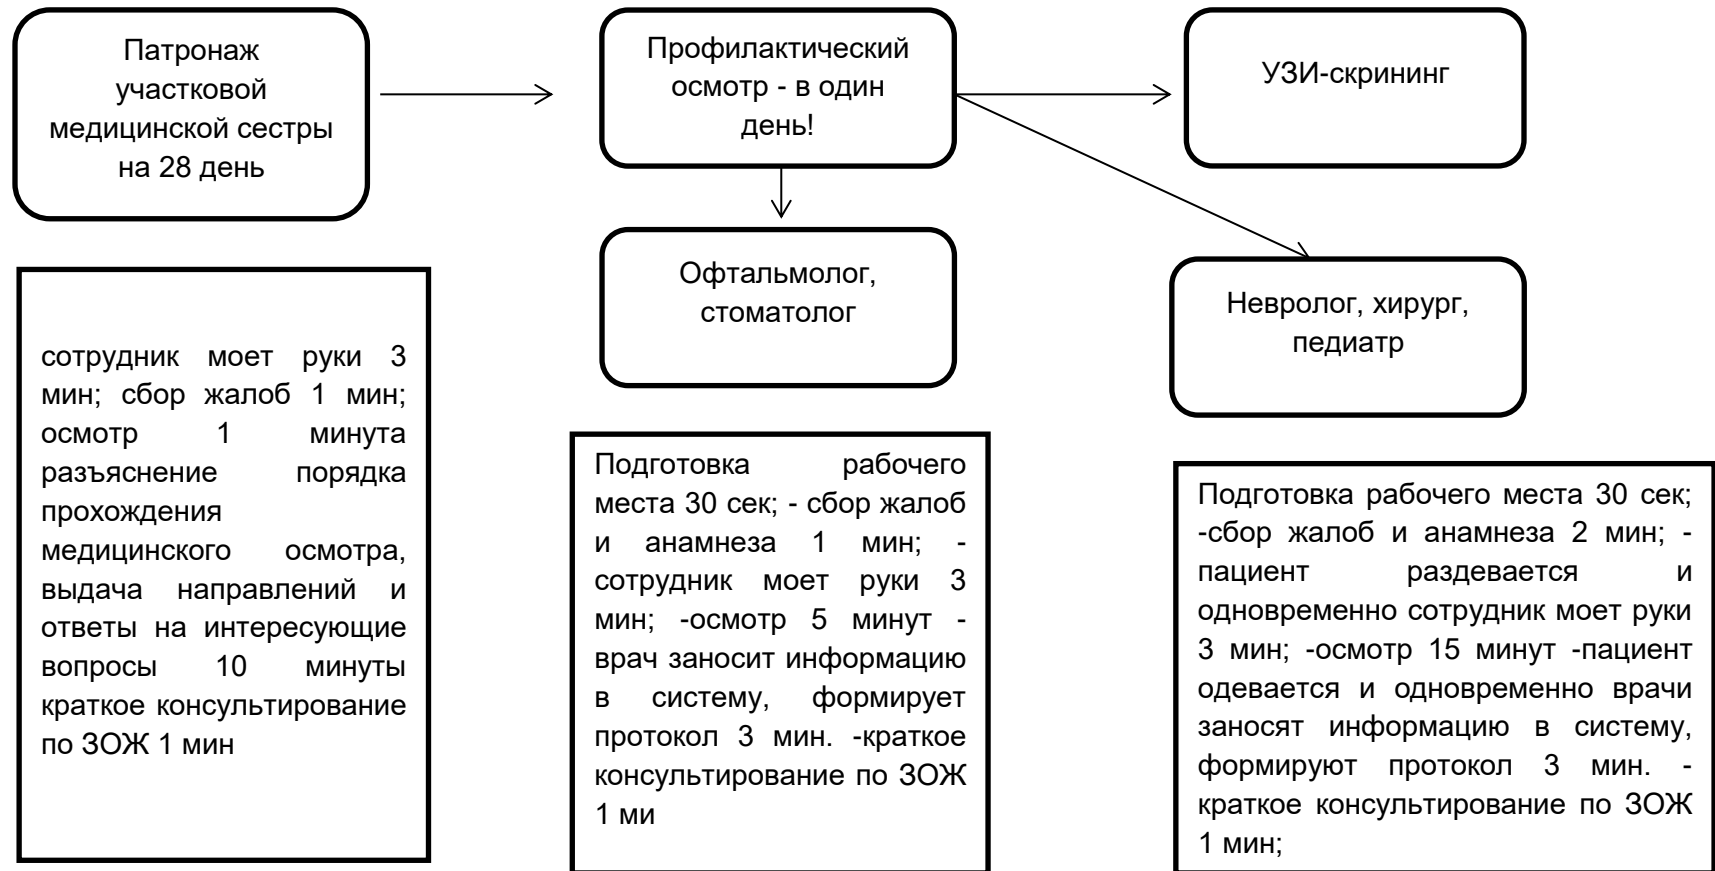 Патронаж
участковой
медицинской сестры
на 28 день
Профилактический
осмотр - в один
день!
УЗИ-скрининг
Офтальмолог,
стоматолог
Невролог, хирург,
педиатр
сотрудник моет руки 3
мин; сбор жалоб 1 мин;
осмотр 1 минута
разъяснение порядка
прохождения
медицинского осмотра,
выдача направлений и
ответы на интересующие
вопросы 10 минуты
краткое консультирование
по ЗОЖ 1 мин
Подготовка рабочего
места 30 сек; - сбор жалоб
и анамнеза 1 мин; -
сотрудник моет руки 3
мин; -осмотр 5 минут -
врач заносит информацию
в систему, формирует
протокол 3 мин. -краткое
консультирование по ЗОЖ
1 ми
Подготовка рабочего места 30 сек;
-сбор жалоб и анамнеза 2 мин; -
пациент раздевается и
одновременно сотрудник моет руки
3 мин; -осмотр 15 минут -пациент
одевается и одновременно врачи
заносят информацию в систему,
формируют протокол 3 мин. -
краткое консультирование по ЗОЖ
1 мин;